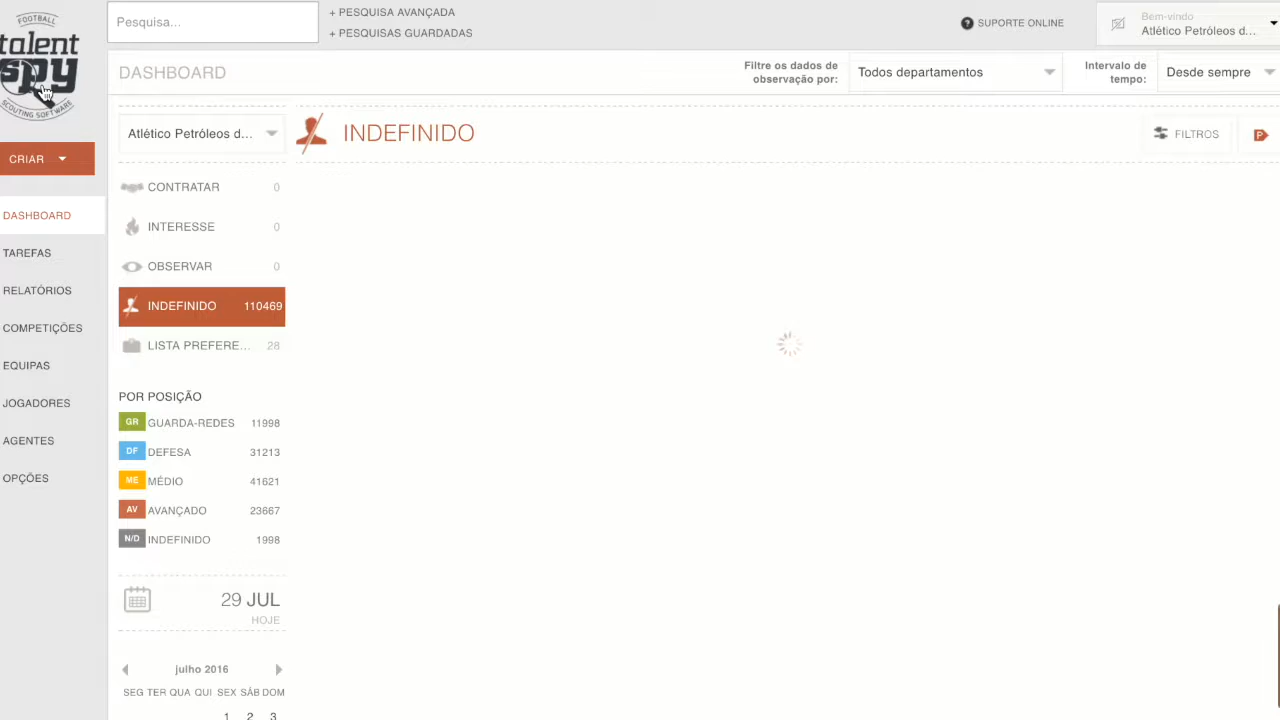 FOOTBALL
talent
spy
SCOUTING SOFTWARE
Pesquisa...
+ PESQUISA AVANÇADA
+ PESQUISAS GUARDADAS
? SUPORTE ONLINE
Bem-vindo
Atlético Petróleos d...
DASHBOARD
Filtre os dados de
observação por:
Todos departamentos
Intervalo de
tempo:
Desde sempre
CRIAR
DASHBOARD
TAREFAS
RELATÓRIOS
COMPETIÇÕES
EQUIPAS
JOGADORES
AGENTES
OPÇÕES
Atlético Petróleos d...
INDEFINIDO
FILTROS
P
CONTRATAR 0
INTERESSE 0
OBSERVAR 0
INDEFINIDO 110469
LISTA PREFERE... 28
POR POSIÇÃO
GR GUARDA-REDES 11998
DF DEFESA 31213
ME MÉDIO 41621
AV AVANÇADO 23667
N/D INDEFINIDO 1998
29 JUL
HOJE
julho 2016
SEG TER QUA QUI SEX SÁB DOM
1 2 3